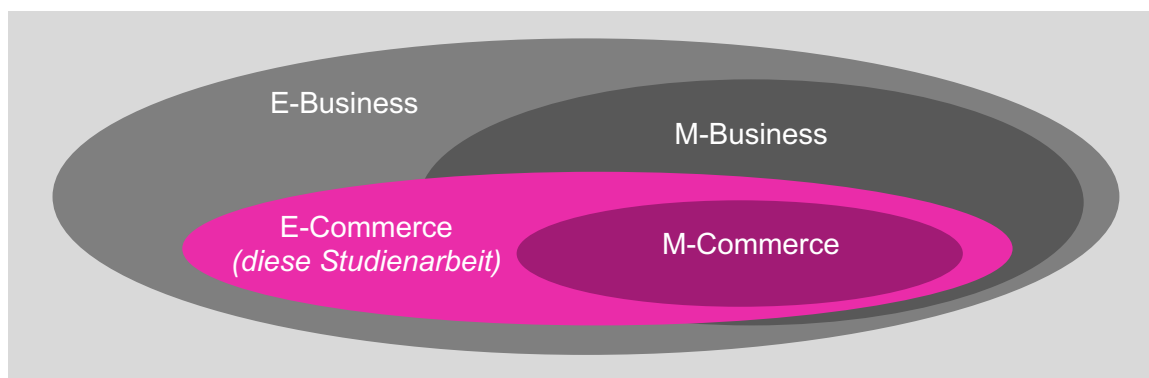 E-Business
M-Business
E-Commerce
(diese Studienarbeit)
M-Commerce